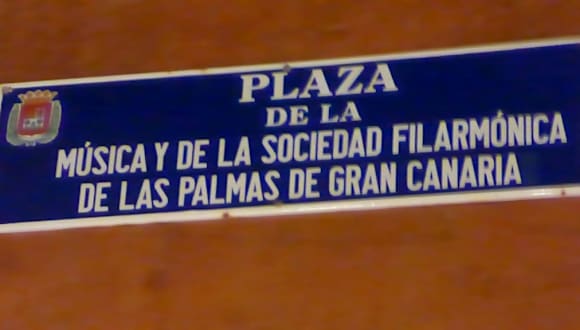 PLAZA
DE LA
MÚSICA Y DE LA SOCIEDAD FILARMÓNICA
DE LAS PALMAS DE GRAN CANARIA